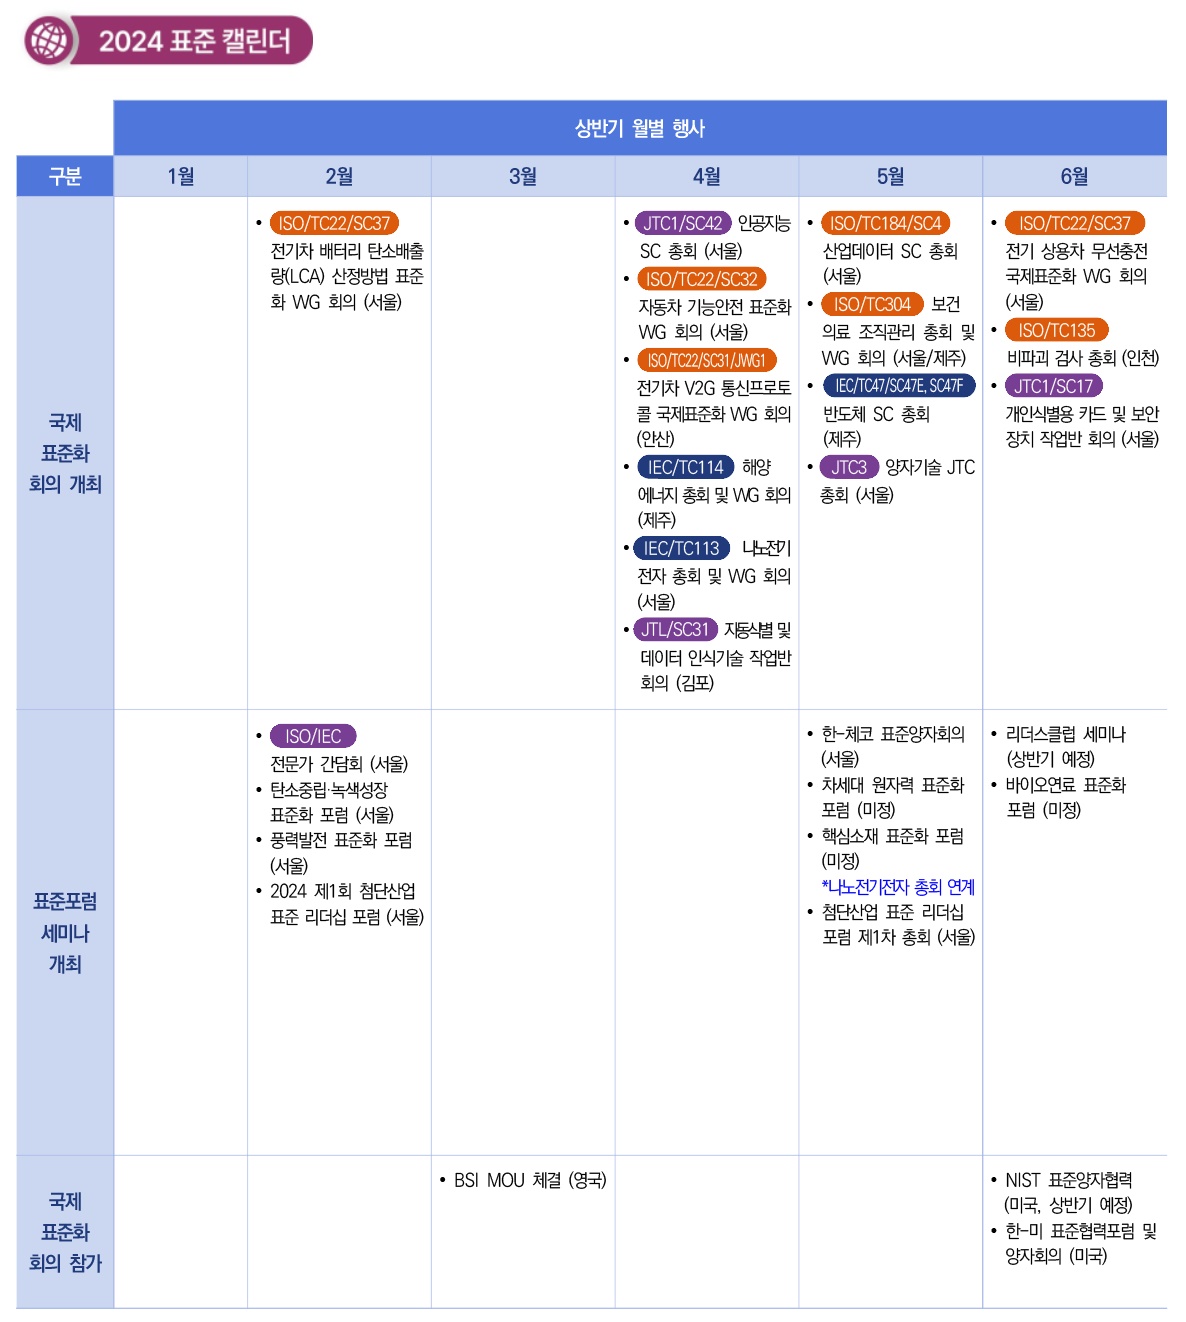 2024 표준 캘린더
상반기 월별 행사
구분
1월
2월
3월
4월
5월
6월
국제
표준화
회의 개최
• ISO/TC22/SC37
전기차 배터리 탄소배출
량(LCA) 산정방법 표준
화 WG 회의 (서울)
• JTC1/SC42 인공지능
SC 총회 (서울)
• ISO/TC22/SC32
자동차 기능안전 표준화
WG 회의 (서울)
• ISO/TC22/SC31/JWG1
전기차 V2G 통신프로토
콜 국제표준화 WG 회의
(안산)
• IEC/TC114 해양
에너지 총회 및 WG 회의
(제주)
• IEC/TC113 나노전기
전자 총회 및 WG 회의
(서울)
• JTL/SC31 자동식별 및
데이터 인식기술 작업반
회의 (김포)
• ISO/TC184/SC4
산업데이터 SC 총회
(서울)
• ISO/TC304 보건
의료 조직관리 총회 및
WG 회의 (서울/제주)
• IEC/TC47/SC47E, SC47F
반도체 SC 총회
(제주)
• JTC3 양자기술 JTC
총회 (서울)
• ISO/TC22/SC37
전기 상용차 무선충전
국제표준화 WG 회의
(서울)
• ISO/TC135
비파괴 검사 총회 (인천)
• JTC1/SC17
개인식별용 카드 및 보안
장치 작업반 회의 (서울)
표준포럼
세미나
개최
• ISO/IEC
전문가 간담회 (서울)
• 탄소중립·녹색성장
표준화 포럼 (서울)
• 풍력발전 표준화 포럼
(서울)
• 2024 제1회 첨단산업
표준 리더십 포럼 (서울)
• 한-체코 표준양자회의
(서울)
• 차세대 원자력 표준화
포럼 (미정)
• 핵심소재 표준화 포럼
(미정)
*나노전기전자 총회 연계
• 첨단산업 표준 리더십
포럼 제1차 총회 (서울)
• 리더스클럽 세미나
(상반기 예정)
• 바이오연료 표준화
포럼 (미정)
국제
표준화
회의 참가
• BSI MOU 체결 (영국)
• NIST 표준양자협력
(미국, 상반기 예정)
• 한-미 표준협력포럼 및
양자회의 (미국)